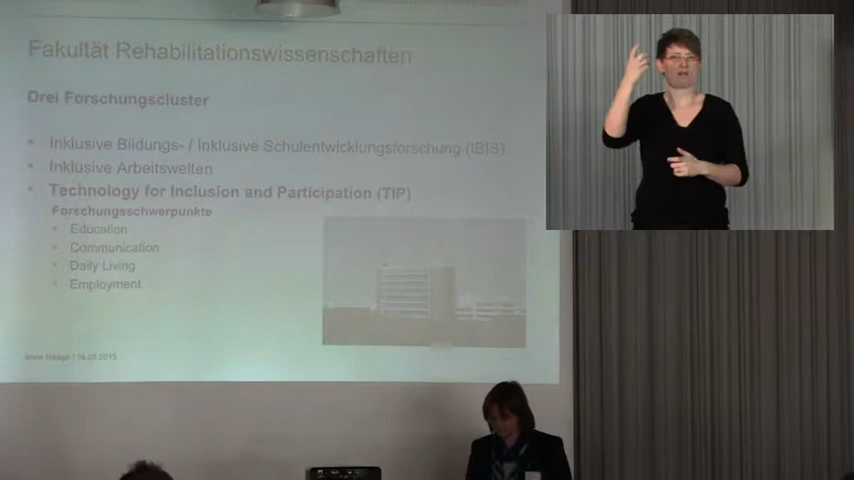 Fakultät Rehabilitationswissenschaften
Drei Forschungscluster
Inklusive Bildungs- / Inklusive Schulentwicklungsforschung (IBIS)
Inklusive Arbeitswelten
Technology for Inclusion and Participation (TIP)
Forschungsschwerpunkte
Education
Communication
Daily Living
Employment